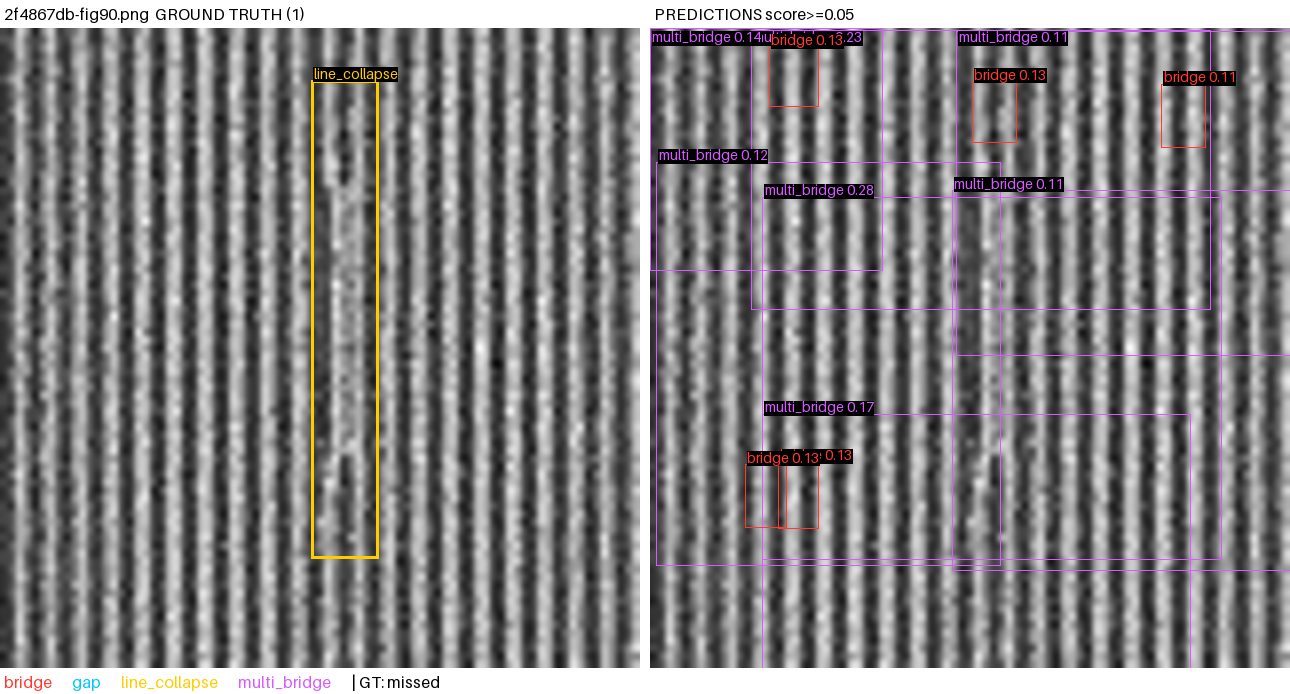 2f4867db-fig90.png GROUND TRUTH (1)
PREDICTIONS score>=0.05
line_collapse
multi_bridge 0.14
bridge 0.13
.23
multi_bridge 0.11
bridge 0.13
bridge 0.11
multi_bridge 0.12
multi_bridge 0.28
multi_bridge 0.11
multi_bridge 0.17
bridge 0.13
0.13
bridge gap line_collapse multi_bridge | GT: missed